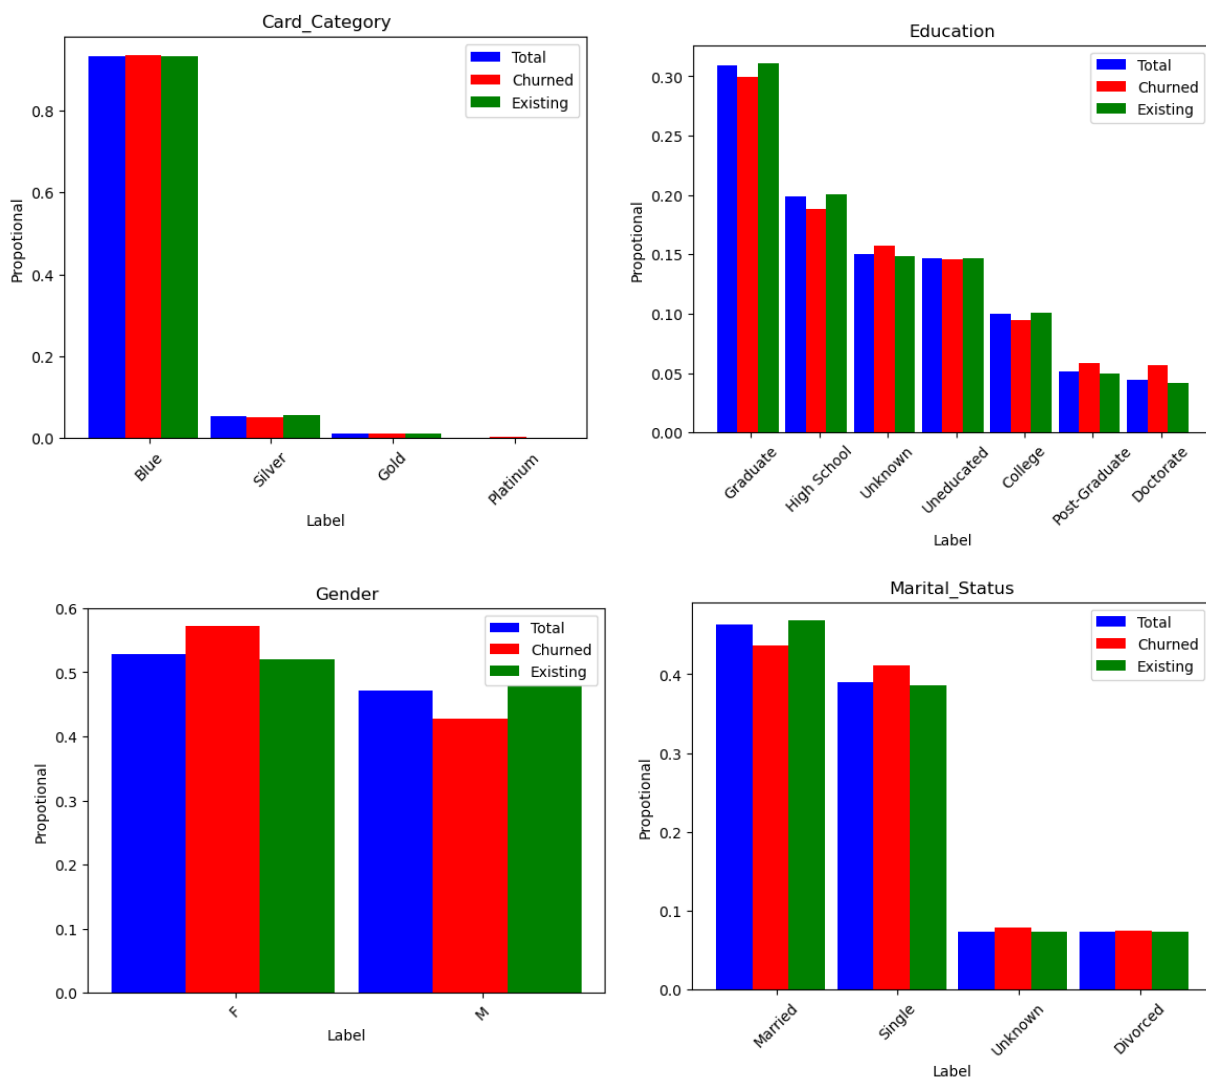 Card_Category
Total
Churned
Existing
Propotional
0.8
0.6
0.4
0.2
0.0
Blue
Silver
Gold
Platinum
Label
Education
Total
Churned
Existing
Propotional
0.30
0.25
0.20
0.15
0.10
0.05
0.00
Graduate
High School
Unknown
Uneducated
College
Post-Graduate
Doctorate
Label
Gender
Total
Churned
Existing
Propotional
0.6
0.5
0.4
0.3
0.2
0.1
0.0
F
M
Label
Marital_Status
Total
Churned
Existing
Propotional
0.4
0.3
0.2
0.1
0.0
Married
Single
Unknown
Divorced
Label